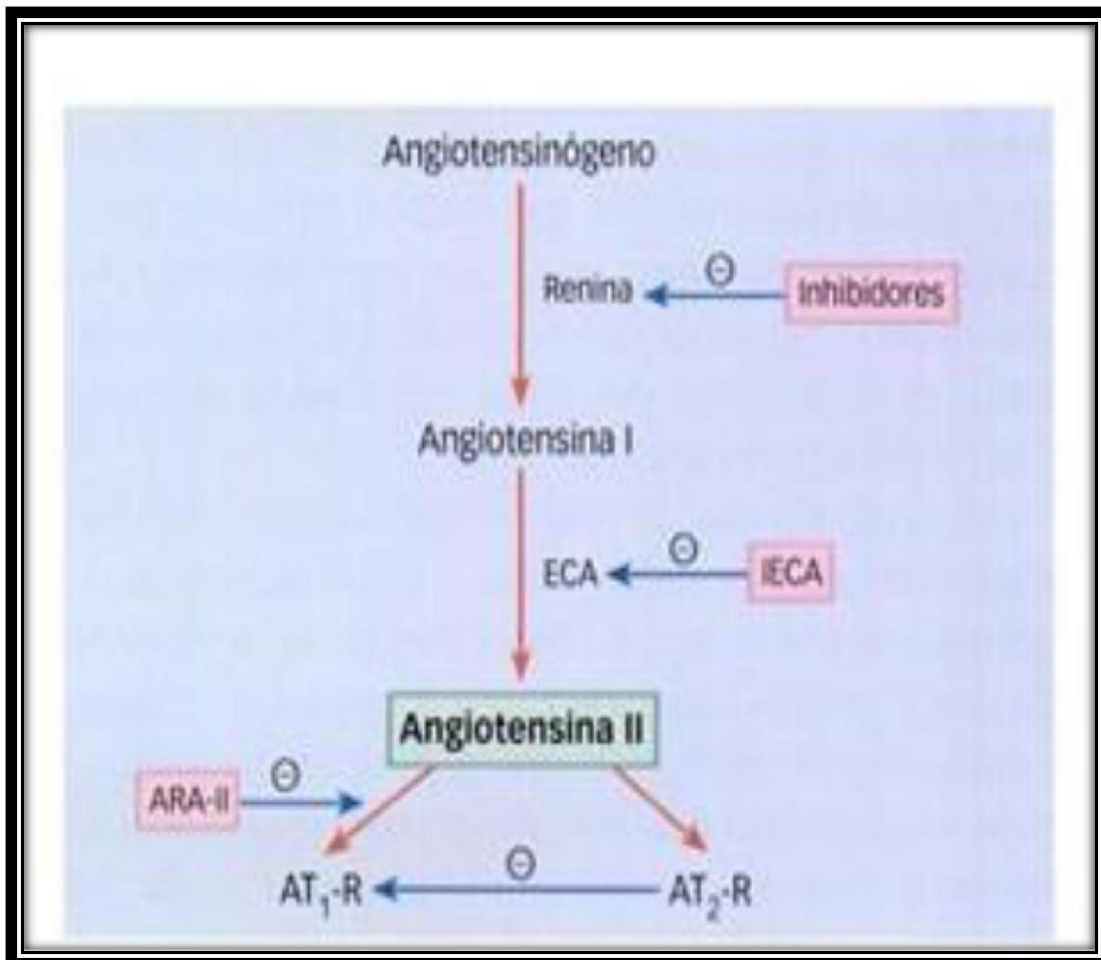 Angiotensinógeno
Renina
⊖
Inhibidores
Angiotensina I
ECA
⊖
IECA
Angiotensina II
ARA-II
⊖
AT₁-R
⊖
AT₂-R